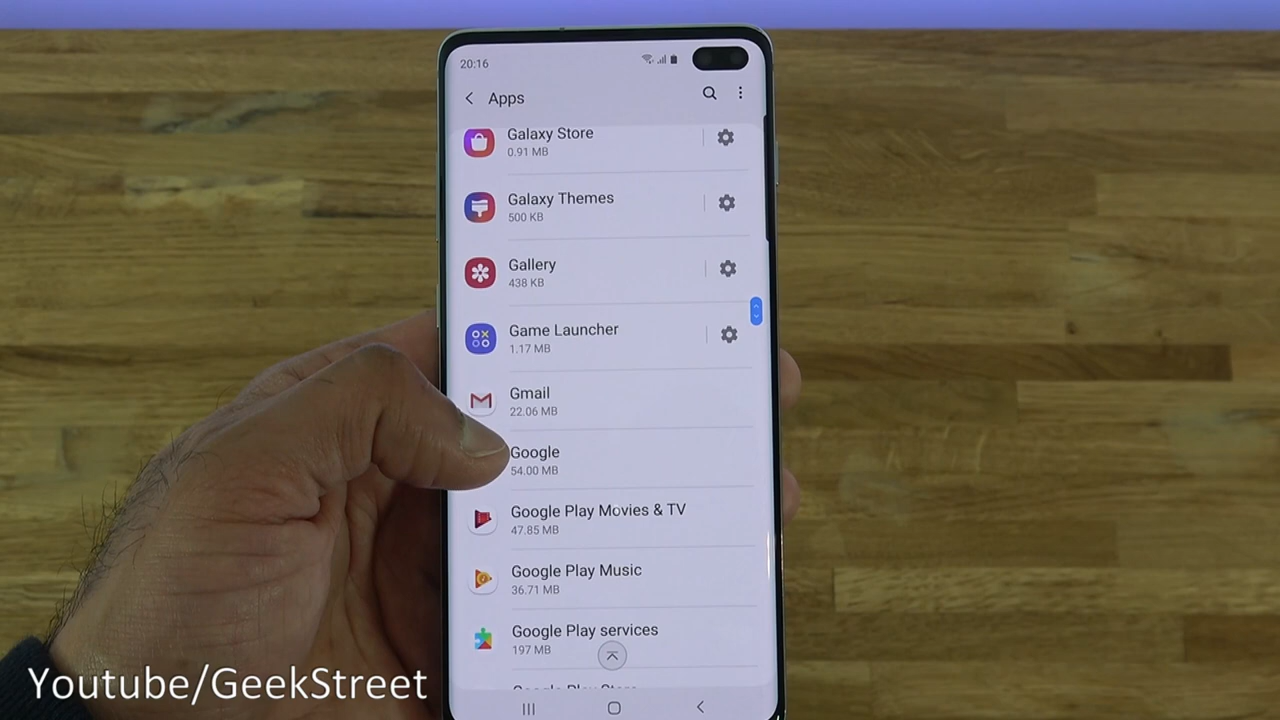 20:16
Apps
Galaxy Store
0.91 MB
Galaxy Themes
500 KB
Gallery
438 KB
Game Launcher
1.17 MB
Gmail
22.06 MB
Google
54.00 MB
Google Play Movies & TV
47.85 MB
Google Play Music
36.71 MB
Google Play services
197 MB
Youtube/GeekStreet